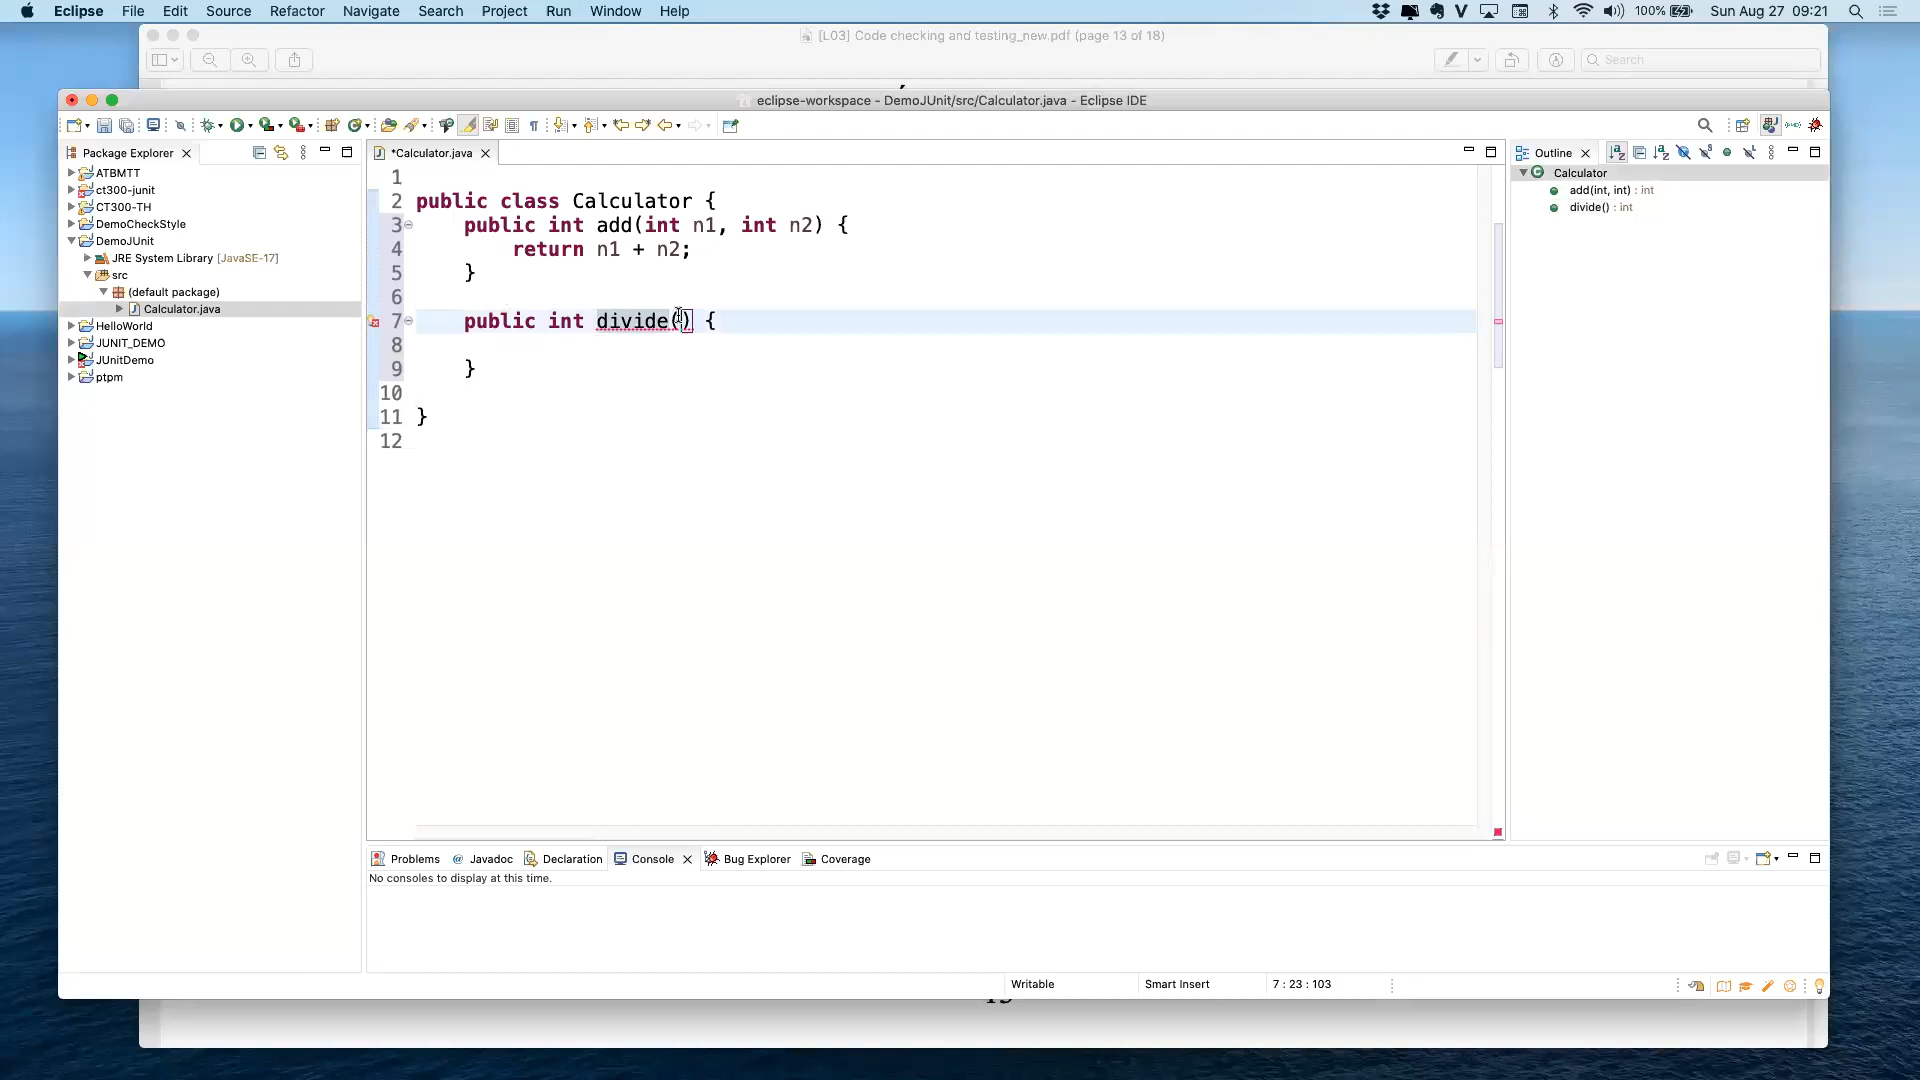 Eclipse File Edit Source Refactor Navigate Search Project Run Window Help 100% Sun Aug 27 09:21
[L03] Code checking and testing_new.pdf (page 13 of 18)
Search
eclipse-workspace - DemoJUnit/src/Calculator.java - Eclipse IDE
Package Explorer
ATBMTT
ct300-junit
CT300-TH
DemoCheckStyle
DemoJUnit
JRE System Library [JavaSE-17]
src
(default package)
Calculator.java
HelloWorld
JUNIT_DEMO
JUnitDemo
ptpm
*Calculator.java
1
2 public class Calculator {
3 public int add(int n1, int n2) {
4 return n1 + n2;
5 }
6
7 public int divide() {
8
9 }
10
11 }
12
Outline
Calculator
add(int, int) : int
divide() : int
Problems Javadoc Declaration Console Bug Explorer Coverage
No consoles to display at this time.
Writable Smart Insert 7 : 23 : 103